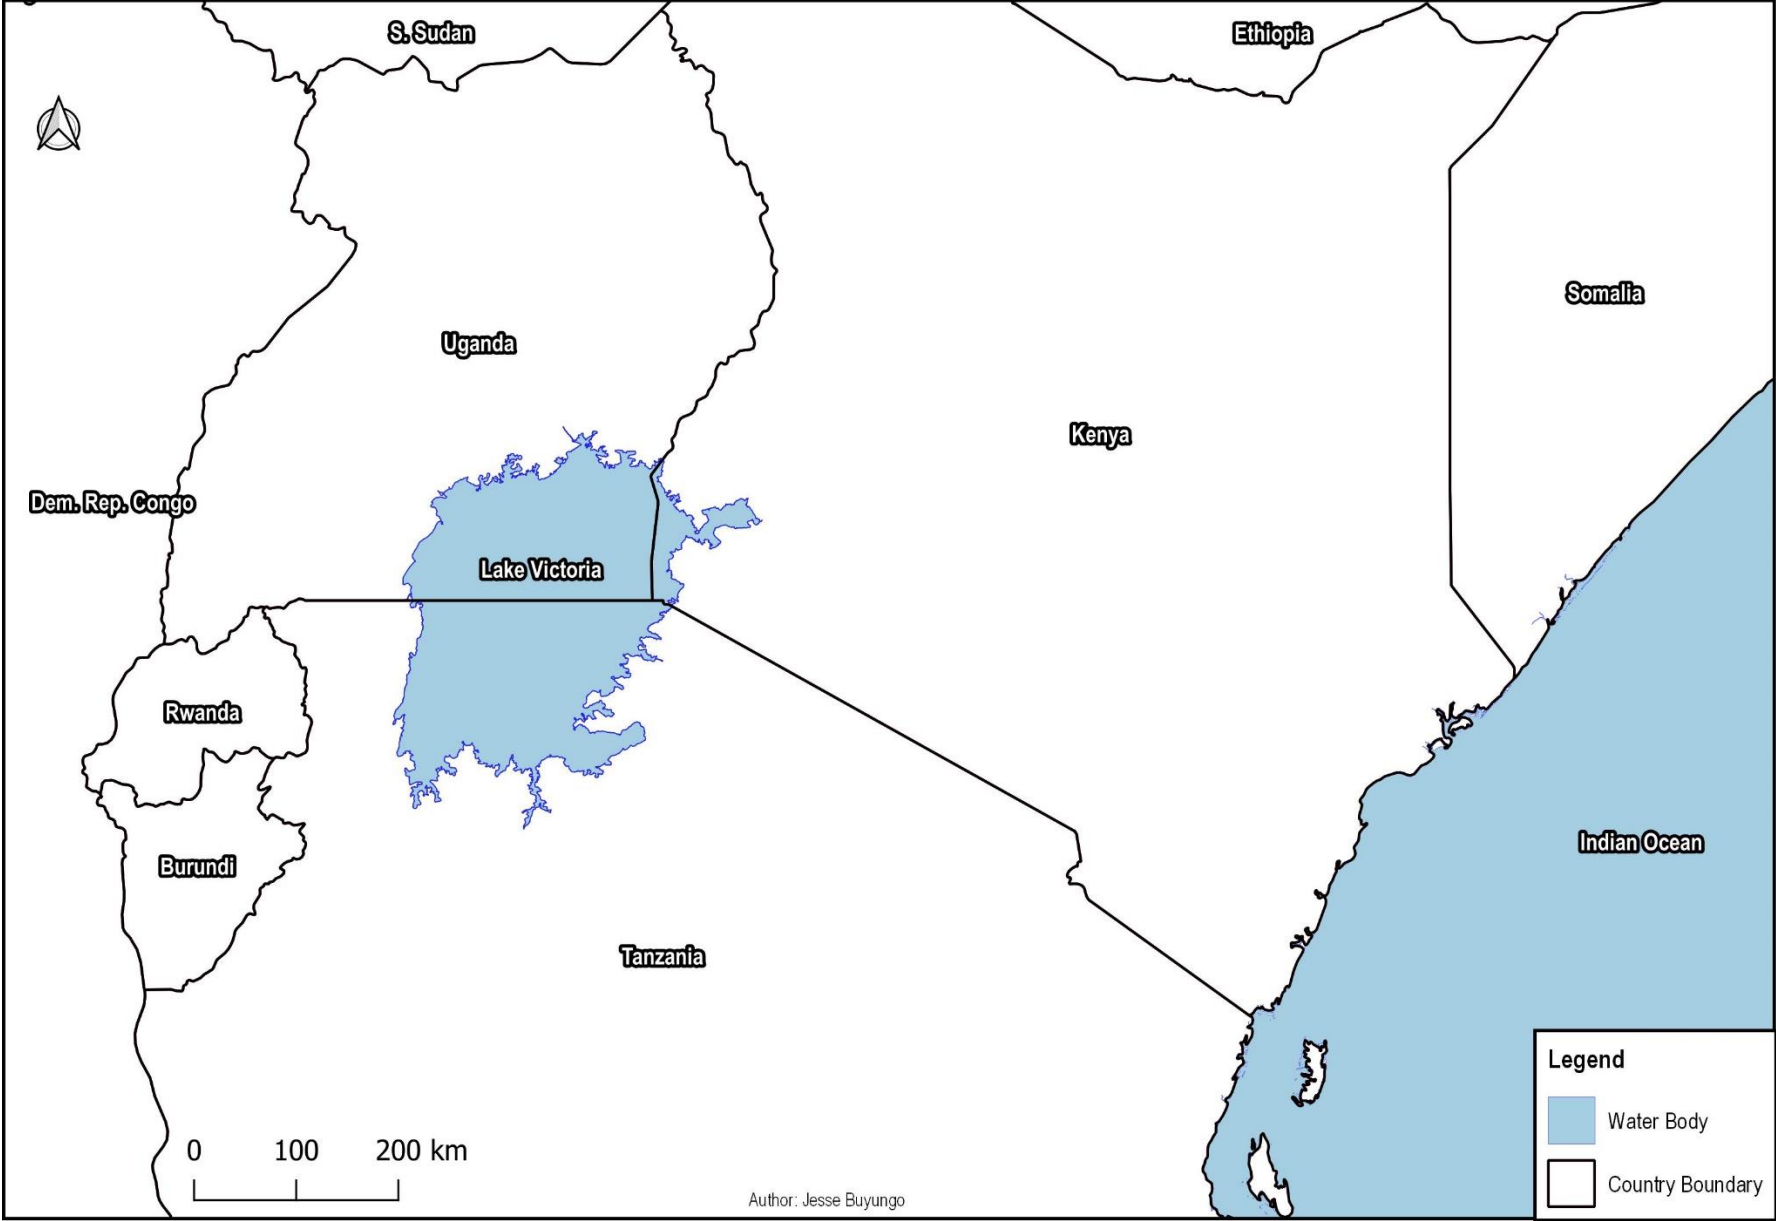 S. Sudan
Ethiopia
Somalia
Uganda
Kenya
Dem. Rep. Congo
Lake Victoria
Rwanda
Indian Ocean
Burundi
Tanzania
Legend
Water Body
Country Boundary
0 100 200 km
Author: Jesse Buyungo